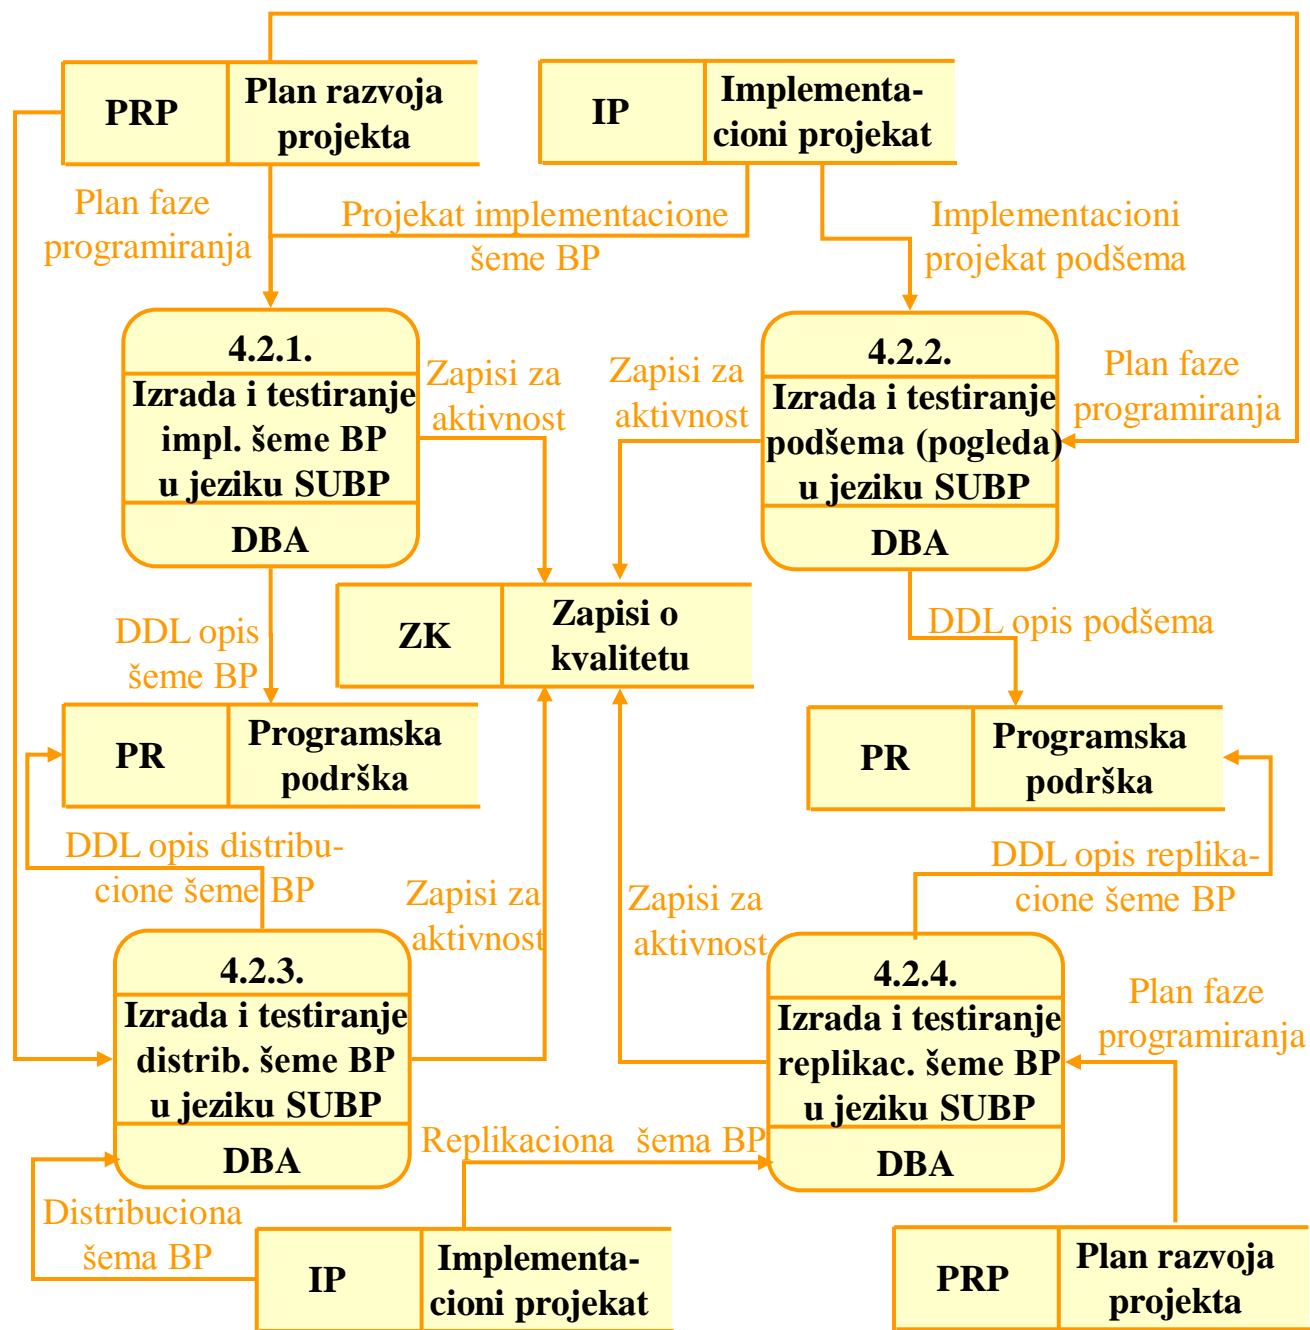 PRP
Plan razvoja
projekta
IP
Implementa-
cioni projekat
Plan faze
programiranja
Projekat implementacione
šeme BP
Implementacioni
projekat podšema
4.2.1.
Izrada i testiranje
impl. šeme BP
u jeziku SUBP
DBA
Zapisi za
aktivnost
Zapisi za
aktivnost
4.2.2.
Izrada i testiranje
podšema (pogleda)
u jeziku SUBP
DBA
Plan faze
programiranja
DDL opis
šeme BP
ZK
Zapisi o
kvalitetu
DDL opis podšema
PR
Programska
podrška
PR
Programska
podrška
DDL opis distribu-
cione šeme BP
Zapisi za
aktivnost
Zapisi za
aktivnost
DDL opis replika-
cione šeme BP
4.2.3.
Izrada i testiranje
distrib. šeme BP
u jeziku SUBP
DBA
4.2.4.
Izrada i testiranje
replikac. šeme BP
u jeziku SUBP
DBA
Plan faze
programiranja
Replikaciona šema BP
Distribuciona
šema BP
IP
Implementa-
cioni projekat
PRP
Plan razvoja
projekta